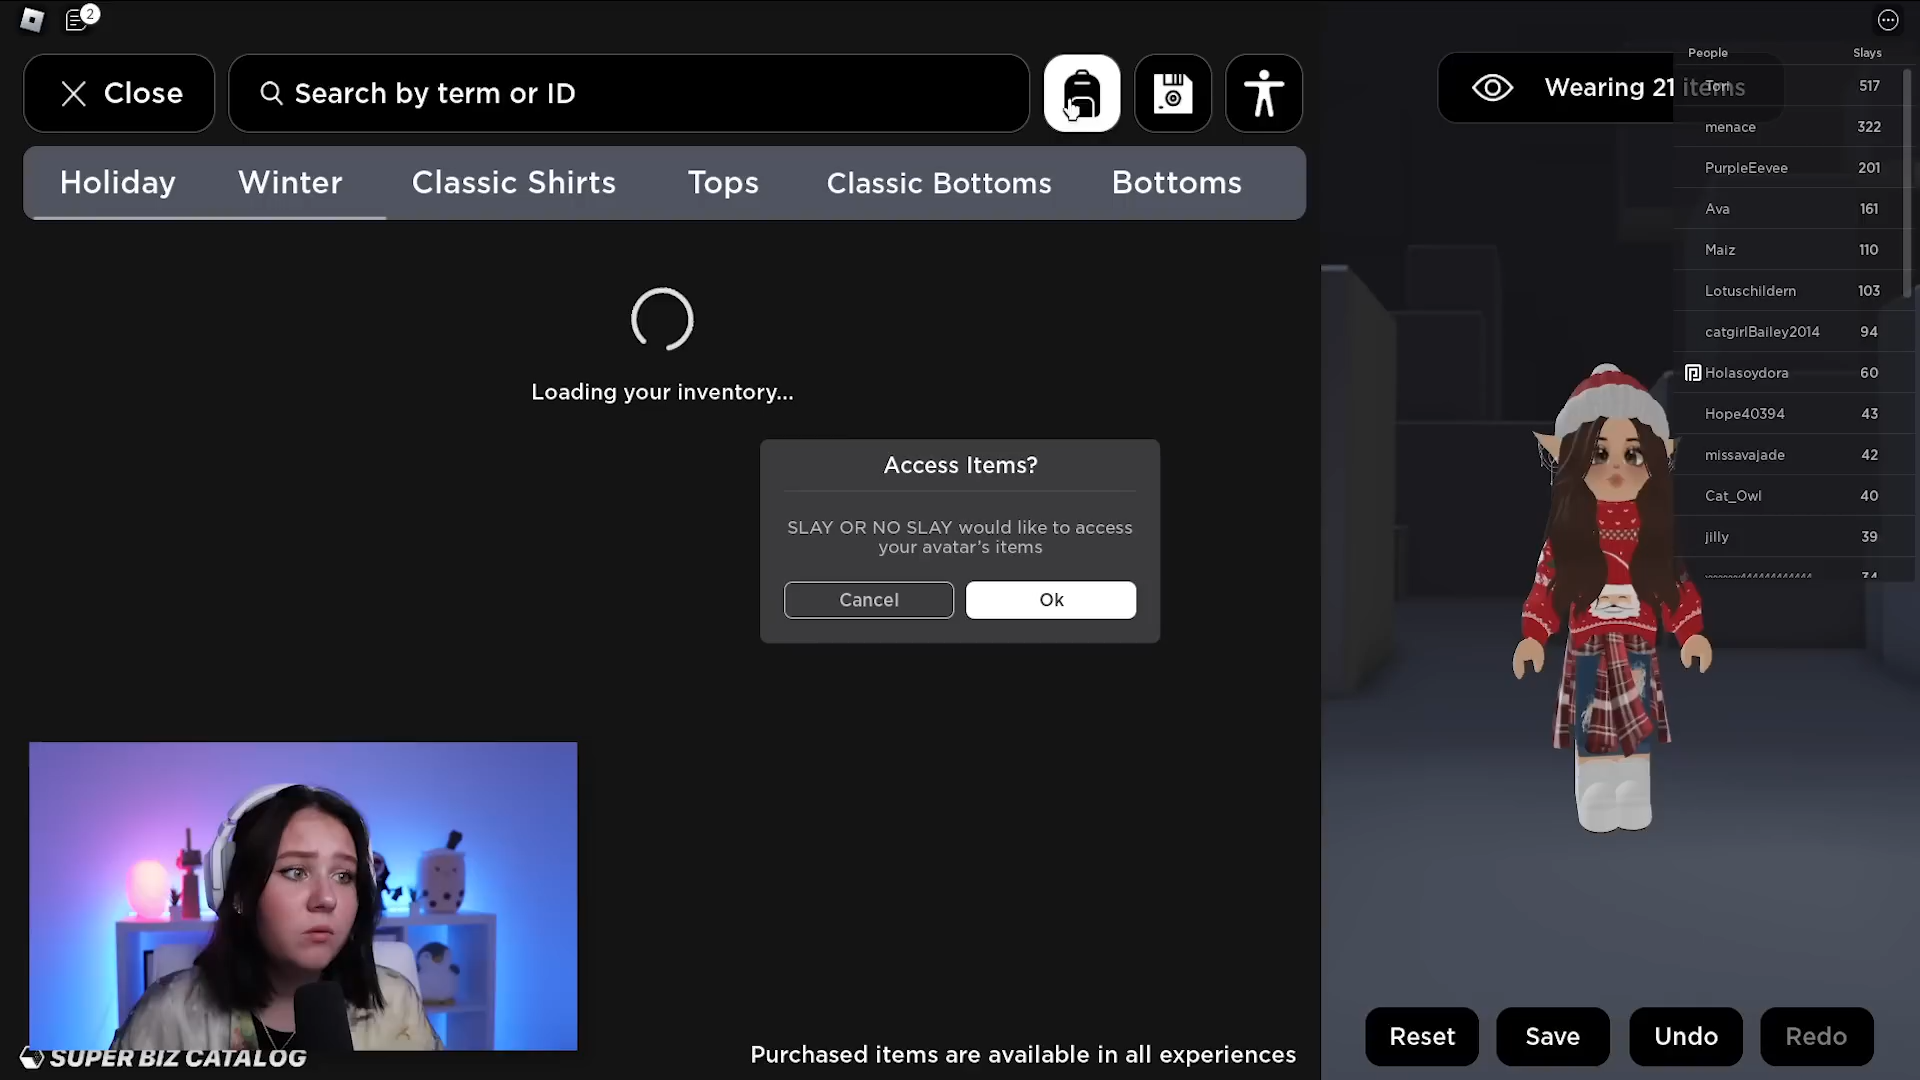 2
Close
Search by term or ID
Wearing 21 items
People Slays
Tori 517
menace 322
PurpleEevee 201
Ava 161
Maiz 110
Lotuschildern 103
catgirlBailey2014 94
Holasoydora 60
Hope40394 43
missavajade 42
Cat_Owl 40
jilly 39
34
Holiday Winter Classic Shirts Tops Classic Bottoms Bottoms
Loading your inventory...
Access Items?
SLAY OR NO SLAY would like to access
your avatar's items
Cancel Ok
SUPER BIZ CATALOG
Purchased items are available in all experiences
Reset Save Undo Redo